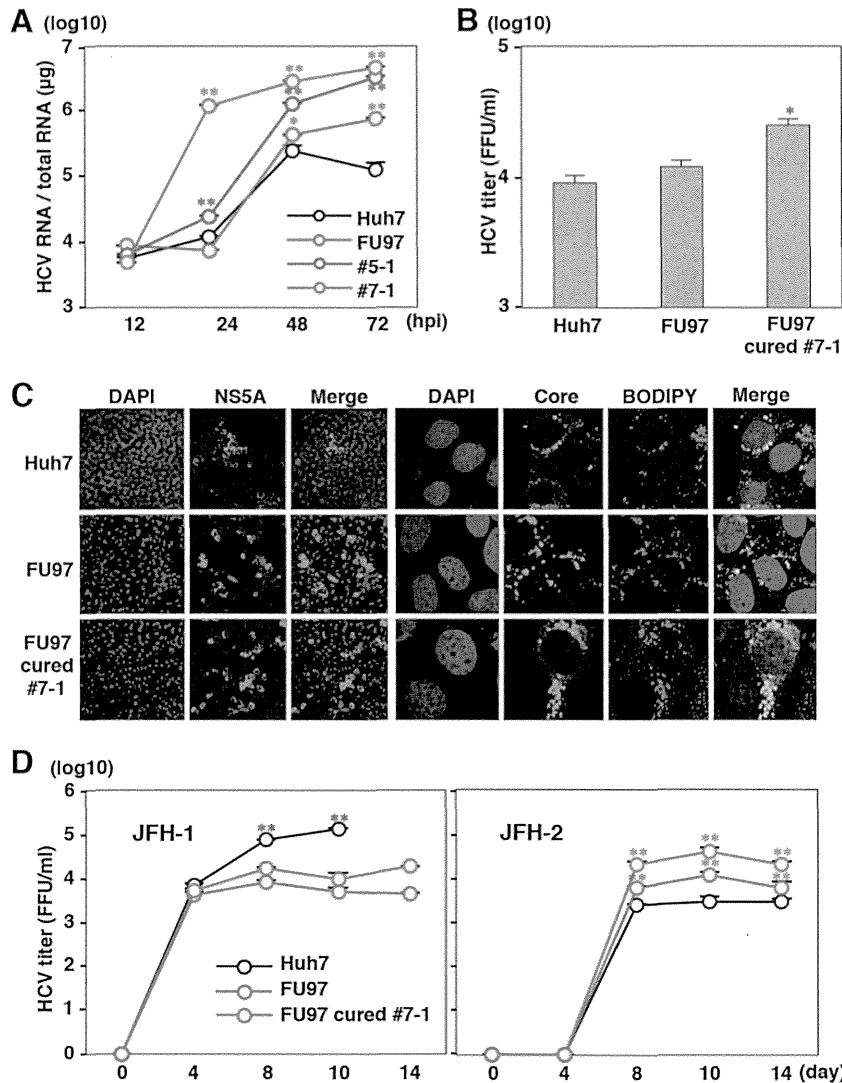 A (log10)
HCV RNA / total RNA (μg)
7
6
5
4
3
** ** **
** **
** * **
Huh7
FU97
#5-1
#7-1
12 24 48 72 (hpi)
B (log10)
HCV titer (FFU/ml)
5
4
3
*
Huh7 FU97 FU97 cured #7-1
C
DAPI NS5A Merge DAPI Core BODIPY Merge
Huh7
FU97
FU97
cured
#7-1
D (log10)
HCV titer (FFU/ml)
6
5
4
3
2
1
0
JFH-1
** **
Huh7
FU97
FU97 cured #7-1
0 4 8 10 14
JFH-2
** ** **
** ** **
0 4 8 10 14 (day)